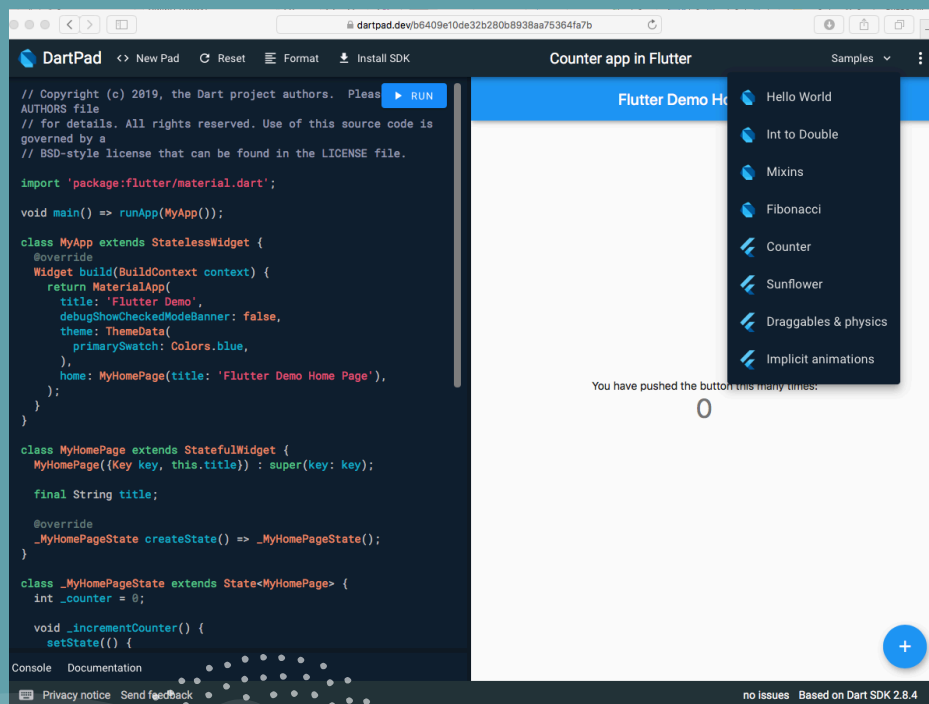 dartpad.dev/b6409e10de32b280b8938aa75364fa7b
DartPad
<> New Pad
Reset
Format
Install SDK
Counter app in Flutter
Samples
// Copyright (c) 2019, the Dart project authors.  Pleas
AUTHORS file
// for details. All rights reserved. Use of this source code is
governed by a
// BSD-style license that can be found in the LICENSE file.
RUN
import 'package:flutter/material.dart';
void main() => runApp(MyApp());
class MyApp extends StatelessWidget {
  @override
  Widget build(BuildContext context) {
    return MaterialApp(
      title: 'Flutter Demo',
      debugShowCheckedModeBanner: false,
      theme: ThemeData(
        primarySwatch: Colors.blue,
      ),
      home: MyHomePage(title: 'Flutter Demo Home Page'),
    );
  }
}
class MyHomePage extends StatefulWidget {
  MyHomePage({Key key, this.title}) : super(key: key);
  final String title;
  @override
  _MyHomePageState createState() => _MyHomePageState();
}
class _MyHomePageState extends State<MyHomePage> {
  int _counter = 0;
  void _incrementCounter() {
    setState(() {
Flutter Demo Ho
Hello World
Int to Double
Mixins
Fibonacci
Counter
Sunflower
Draggables & physics
Implicit animations
You have pushed the button this many times:
0
+
Console
Documentation
Privacy notice
Send feedback
no issues
Based on Dart SDK 2.8.4